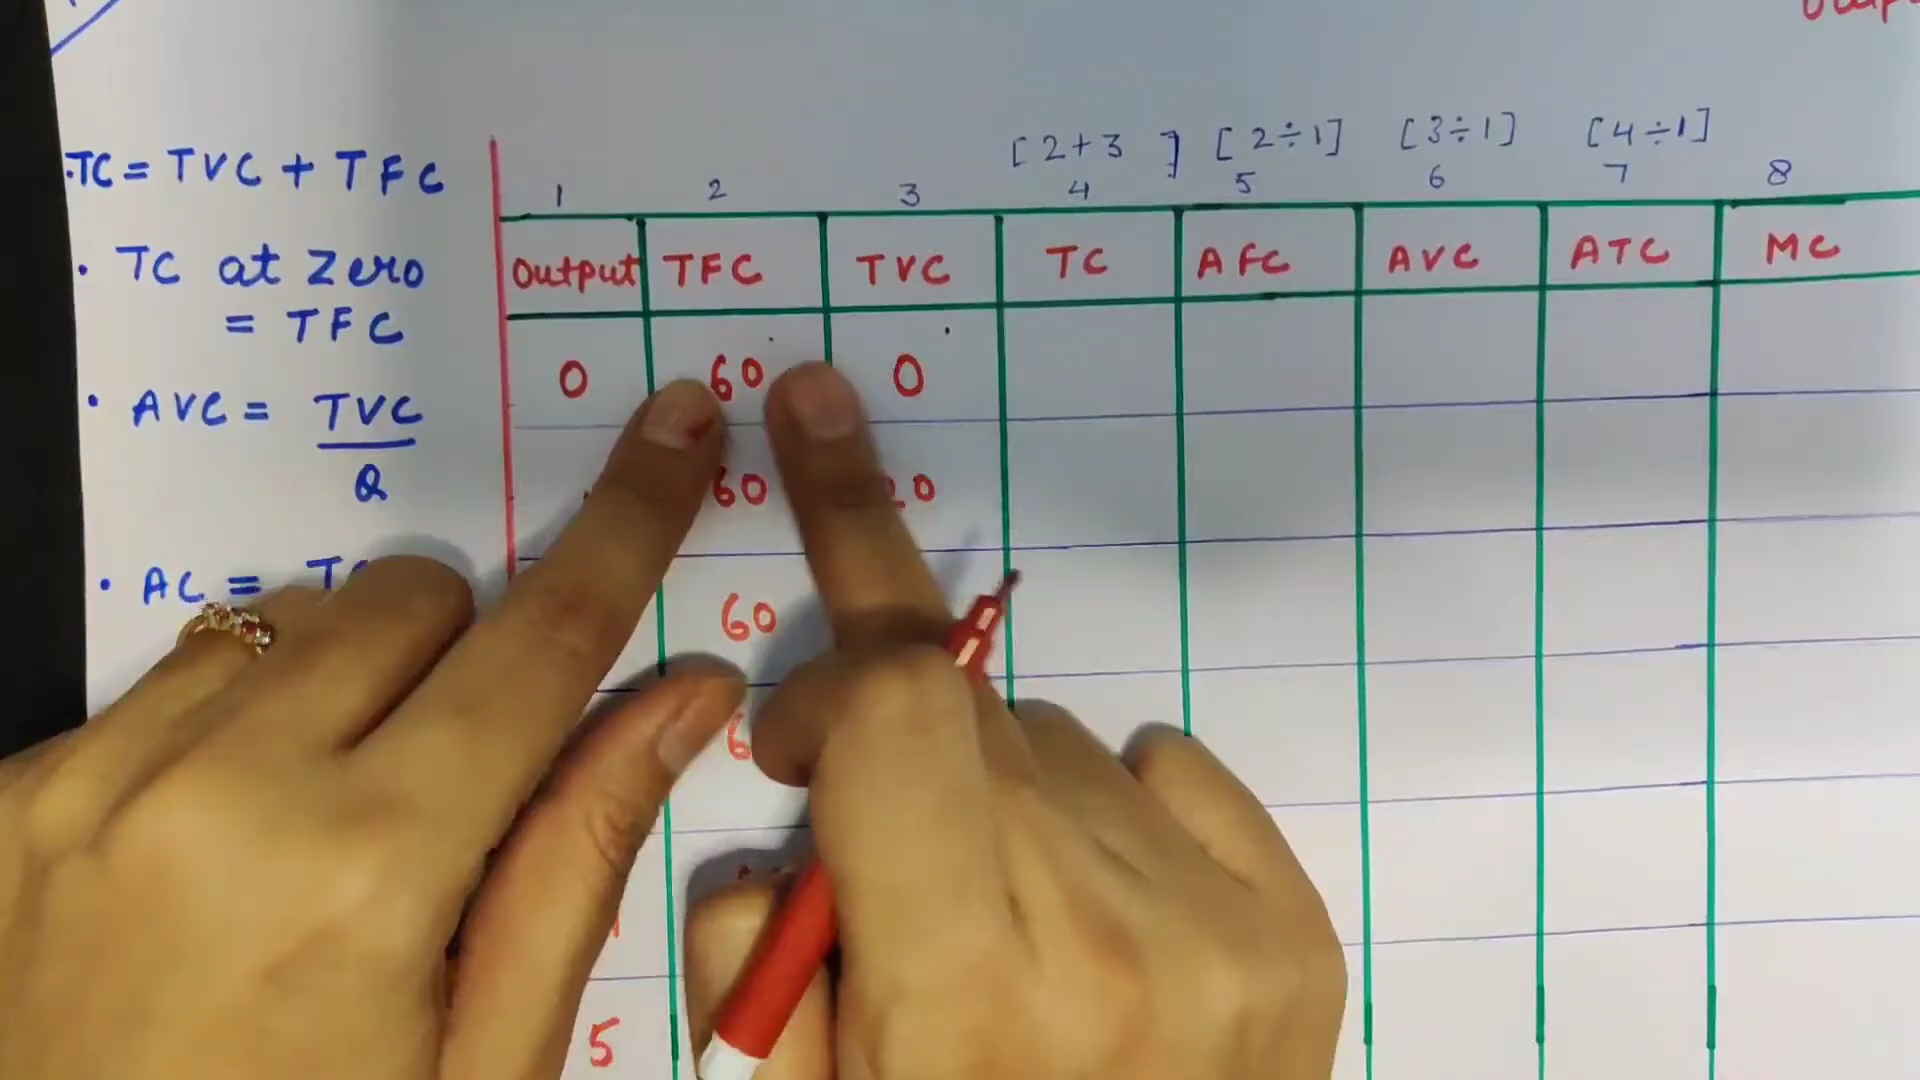 ·TC = TVC + TFC
· TC at zero
= TFC
· AVC = TVC
Q
· AC =
[2+3 ] [2÷1] [3÷1] [4÷1]
1 2 3 4 5 6 7 8
Output TFC TVC TC AFC AVC ATC MC
0 60 0
60
60
5